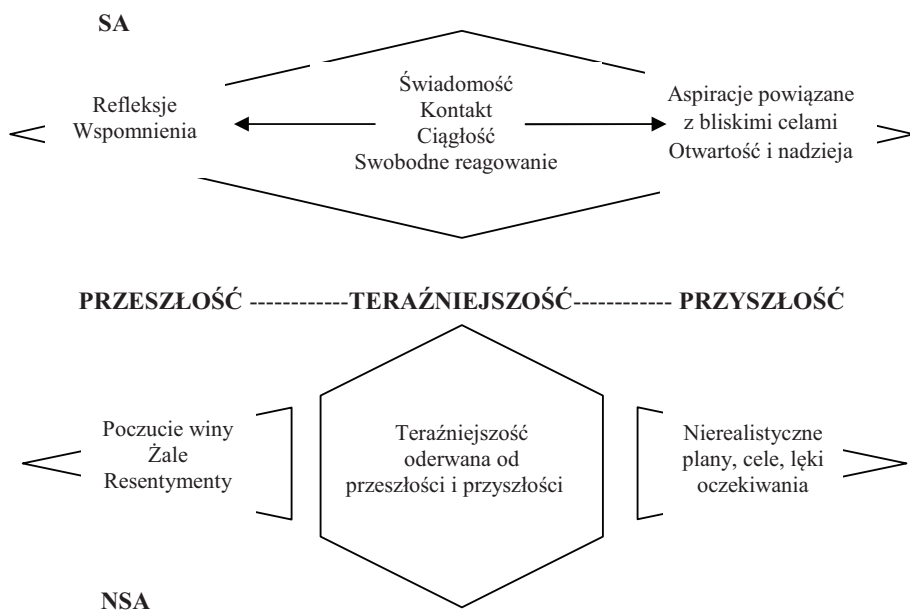 SA
Refleksje
Wspomnienia
Świadomość
Kontakt
Ciągłość
Swobodne reagowanie
Aspiracje powiązane
z bliskimi celami
Otwartość i nadzieja
PRZESZŁOŚĆ ------------TERAŹNIEJSZOŚĆ------------ PRZYSZŁOŚĆ
Poczucie winy
Żale
Resentymenty
Teraźniejszość
oderwana od
przeszłości i przyszłości
Nierealistyczne
plany, cele, lęki
oczekiwania
NSA